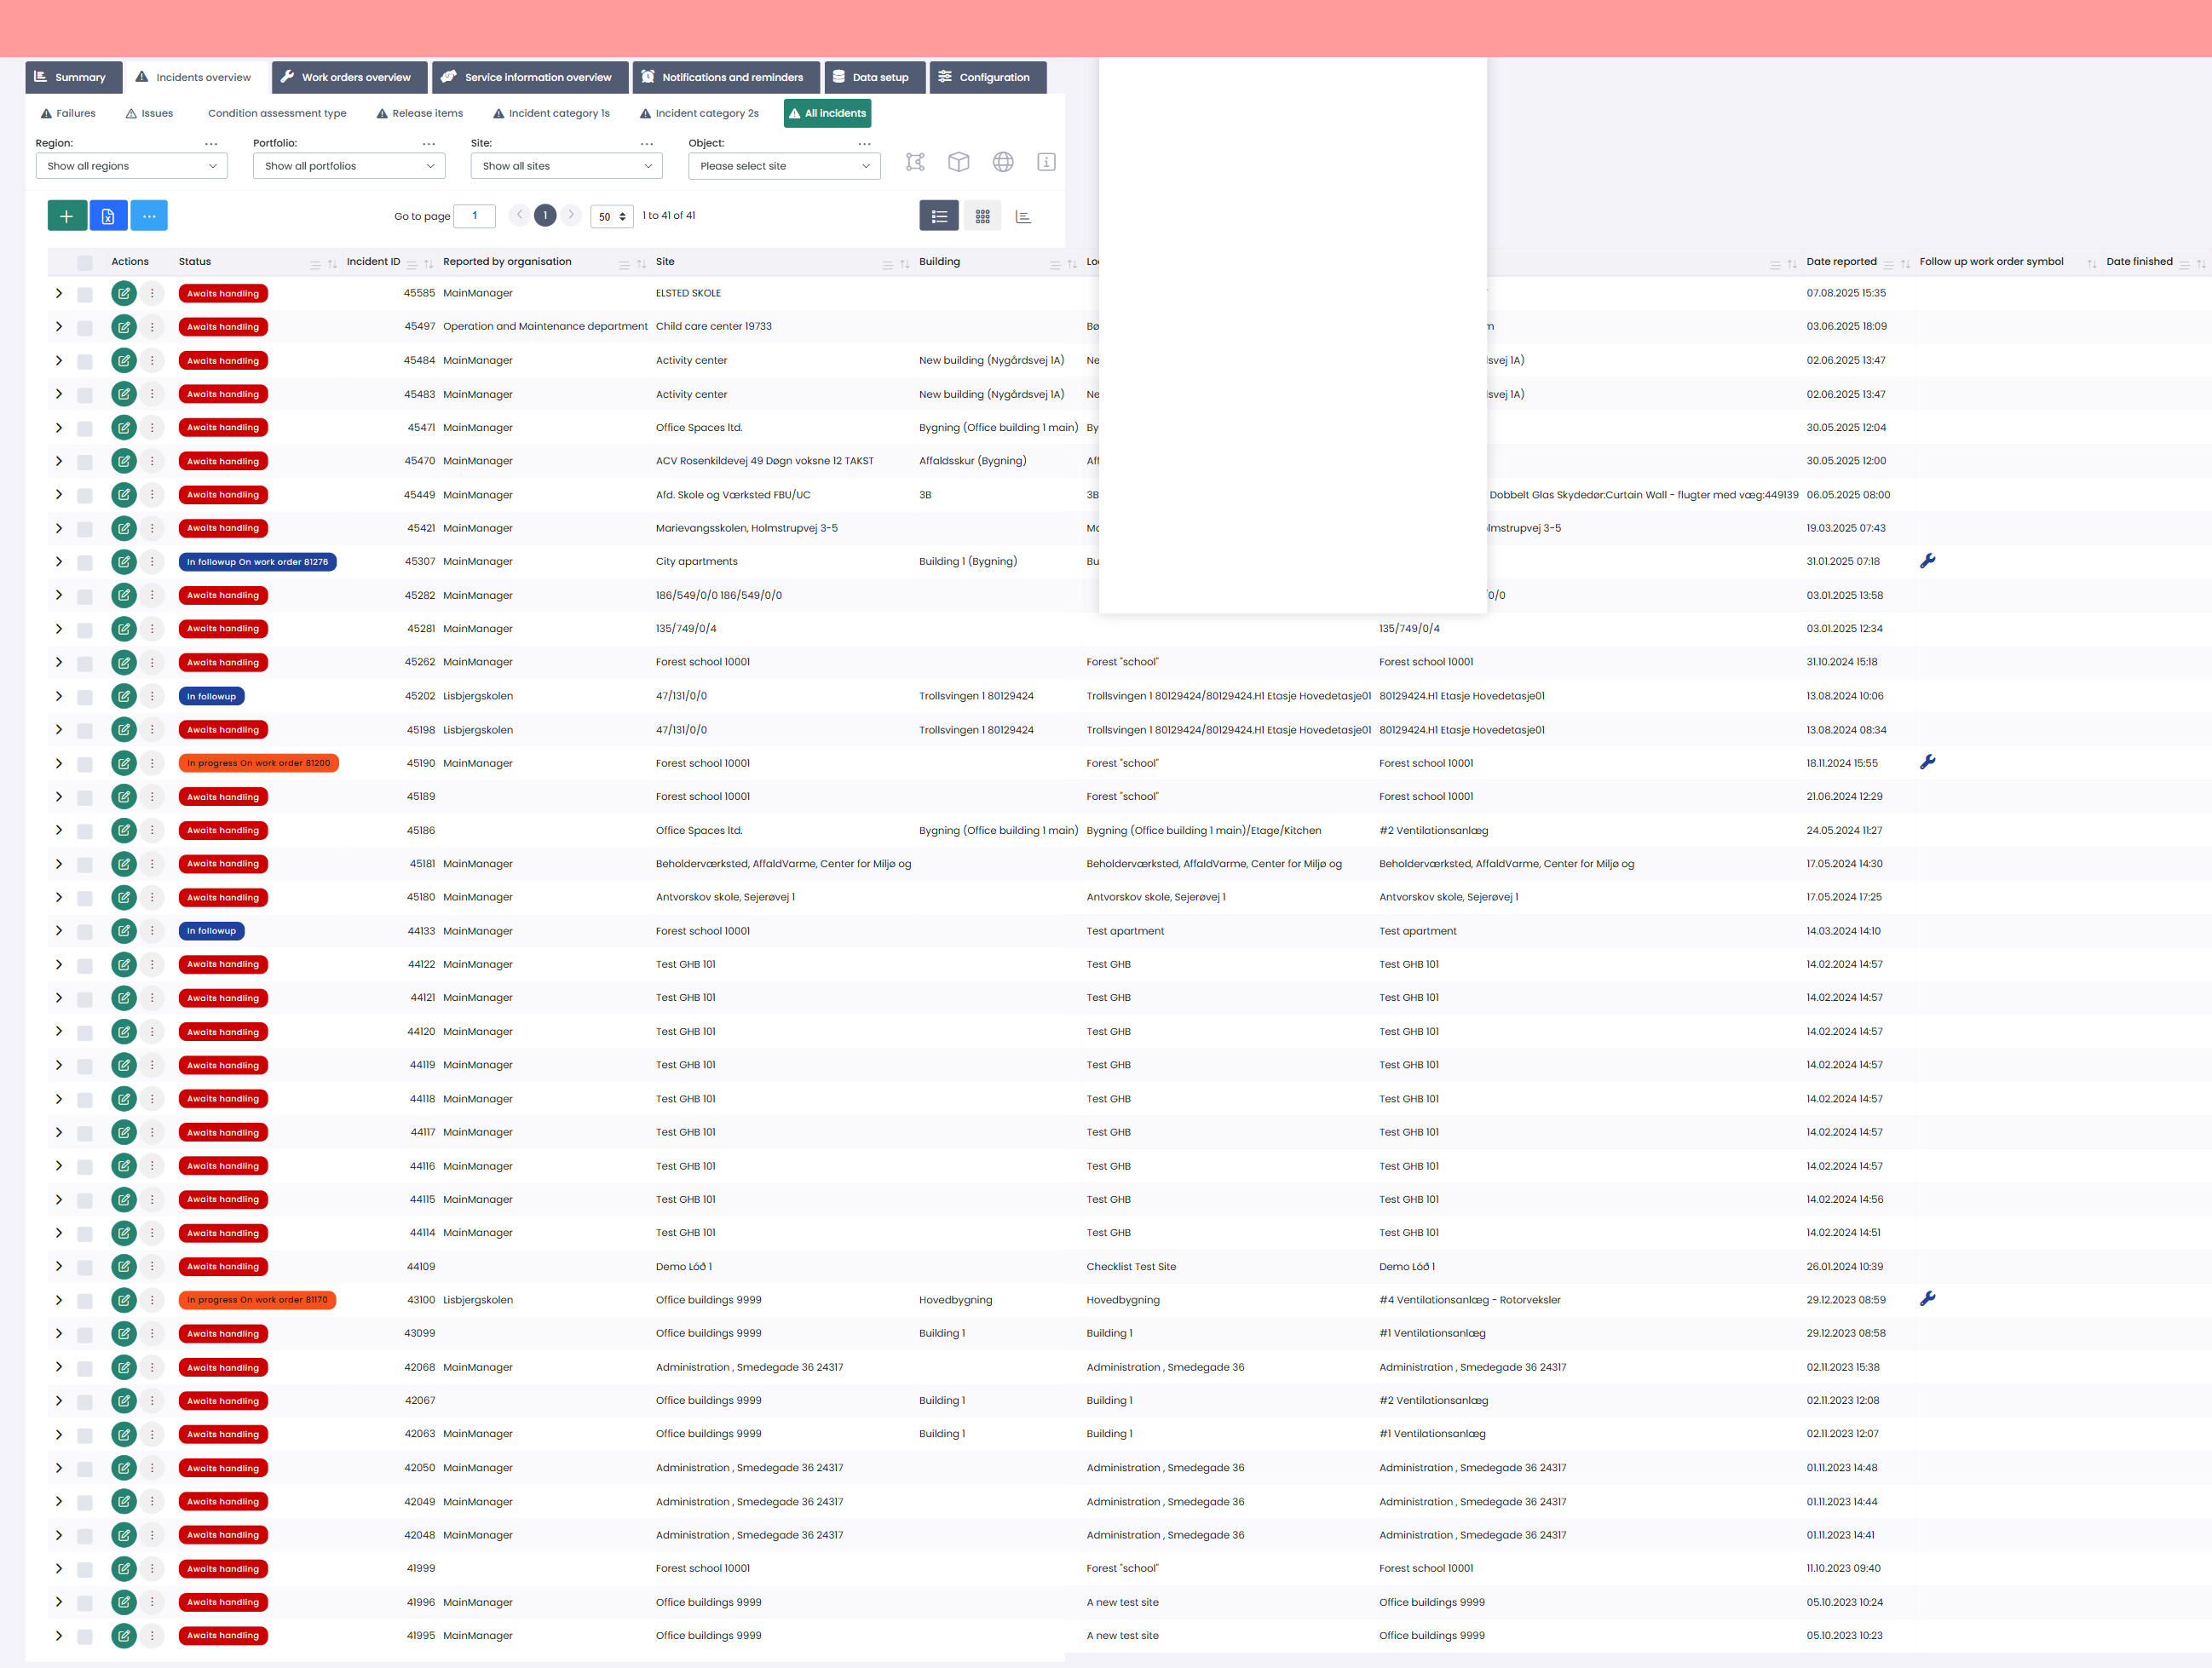 Summary Incidents overview Work orders overview Service information overview Notifications and reminders Data setup Configuration
Failures Issues Condition assessment type Release items Incident category 1s Incident category 2s All incidents
Region: ... Portfolio: ... Site: ... Object: ...
Show all regions Show all portfolios Show all sites Please select site
Go to page 1 1 50 1 to 41 of 41
Actions Status Incident ID Reported by organisation Site Building Date reported Follow up work order symbol Date finished
Awaits handling 45585 MainManager ELSTED SKOLE 07.08.2025 15:35
Awaits handling 45497 Operation and Maintenance department Child care center 19733 03.06.2025 18:09
Awaits handling 45484 MainManager Activity center New building (Nygårdsvej 1A) Ne svej 1A) 02.06.2025 13:47
Awaits handling 45483 MainManager Activity center New building (Nygårdsvej 1A) Ne svej 1A) 02.06.2025 13:47
Awaits handling 45471 MainManager Office Spaces ltd. Bygning (Office building 1 main) By 30.05.2025 12:04
Awaits handling 45470 MainManager ACV Rosenkildevej 49 Døgn voksne 12 TAKST Affaldsskur (Bygning) Aff 30.05.2025 12:00
Awaits handling 45449 MainManager Afd. Skole og Værksted FBU/UC 3B 3B Dobbelt Glas Skydedør:Curtain Wall - flugter med væg:449139 06.05.2025 08:00
Awaits handling 45421 MainManager Marievangsskolen, Holmstrupvej 3-5 lmstrupvej 3-5 19.03.2025 07:43
In followup On work order 81276 45307 MainManager City apartments Building 1 (Bygning) Bu 31.01.2025 07:18
Awaits handling 45282 MainManager 186/549/0/0 186/549/0/0 0/0 03.01.2025 13:58
Awaits handling 45281 MainManager 135/749/0/4 135/749/0/4 03.01.2025 12:34
Awaits handling 45262 MainManager Forest school 10001 Forest "school" Forest school 10001 31.10.2024 15:18
In followup 45202 Lisbjergskolen 47/131/0/0 Trollsvingen 1 80129424 Trollsvingen 1 80129424/80129424.H1 Etasje Hovedetasje01 80129424.H1 Etasje Hovedetasje01 13.08.2024 10:06
Awaits handling 45198 Lisbjergskolen 47/131/0/0 Trollsvingen 1 80129424 Trollsvingen 1 80129424/80129424.H1 Etasje Hovedetasje01 80129424.H1 Etasje Hovedetasje01 13.08.2024 08:34
In progress On work order 81200 45190 MainManager Forest school 10001 Forest "school" Forest school 10001 18.11.2024 15:55
Awaits handling 45189 Forest school 10001 Forest "school" Forest school 10001 21.06.2024 12:29
Awaits handling 45186 Office Spaces ltd. Bygning (Office building 1 main) Bygning (Office building 1 main)/Etage/Kitchen #2 Ventilationsanlæg 24.05.2024 11:27
Awaits handling 45181 MainManager Beholderværksted, AffaldVarme, Center for Miljø og Beholderværksted, AffaldVarme, Center for Miljø og Beholderværksted, AffaldVarme, Center for Miljø og 17.05.2024 14:30
Awaits handling 45180 MainManager Antvorskov skole, Sejerøvej 1 Antvorskov skole, Sejerøvej 1 Antvorskov skole, Sejerøvej 1 17.05.2024 17:25
In followup 44133 MainManager Forest school 10001 Test apartment Test apartment 14.03.2024 14:10
Awaits handling 44122 MainManager Test GHB 101 Test GHB Test GHB 101 14.02.2024 14:57
Awaits handling 44121 MainManager Test GHB 101 Test GHB Test GHB 101 14.02.2024 14:57
Awaits handling 44120 MainManager Test GHB 101 Test GHB Test GHB 101 14.02.2024 14:57
Awaits handling 44119 MainManager Test GHB 101 Test GHB Test GHB 101 14.02.2024 14:57
Awaits handling 44118 MainManager Test GHB 101 Test GHB Test GHB 101 14.02.2024 14:57
Awaits handling 44117 MainManager Test GHB 101 Test GHB Test GHB 101 14.02.2024 14:57
Awaits handling 44116 MainManager Test GHB 101 Test GHB Test GHB 101 14.02.2024 14:57
Awaits handling 44115 MainManager Test GHB 101 Test GHB Test GHB 101 14.02.2024 14:56
Awaits handling 44114 MainManager Test GHB 101 Test GHB Test GHB 101 14.02.2024 14:51
Awaits handling 44109 Demo Lóð 1 Checklist Test Site Demo Lóð 1 26.01.2024 10:39
In progress On work order 81170 43100 Lisbjergskolen Office buildings 9999 Hovedbygning Hovedbygning #4 Ventilationsanlæg - Rotorveksler 29.12.2023 08:59
Awaits handling 43099 Office buildings 9999 Building 1 Building 1 #1 Ventilationsanlæg 29.12.2023 08:58
Awaits handling 42068 MainManager Administration , Smedegade 36 24317 Administration , Smedegade 36 Administration , Smedegade 36 24317 02.11.2023 15:38
Awaits handling 42067 Office buildings 9999 Building 1 Building 1 #2 Ventilationsanlæg 02.11.2023 12:08
Awaits handling 42063 MainManager Office buildings 9999 Building 1 Building 1 #1 Ventilationsanlæg 02.11.2023 12:07
Awaits handling 42050 MainManager Administration , Smedegade 36 24317 Administration , Smedegade 36 Administration , Smedegade 36 24317 01.11.2023 14:48
Awaits handling 42049 MainManager Administration , Smedegade 36 24317 Administration , Smedegade 36 Administration , Smedegade 36 24317 01.11.2023 14:44
Awaits handling 42048 MainManager Administration , Smedegade 36 24317 Administration , Smedegade 36 Administration , Smedegade 36 24317 01.11.2023 14:41
Awaits handling 41999 Forest school 10001 Forest "school" Forest school 10001 11.10.2023 09:40
Awaits handling 41996 MainManager Office buildings 9999 A new test site Office buildings 9999 05.10.2023 10:24
Awaits handling 41995 MainManager Office buildings 9999 A new test site Office buildings 9999 05.10.2023 10:23